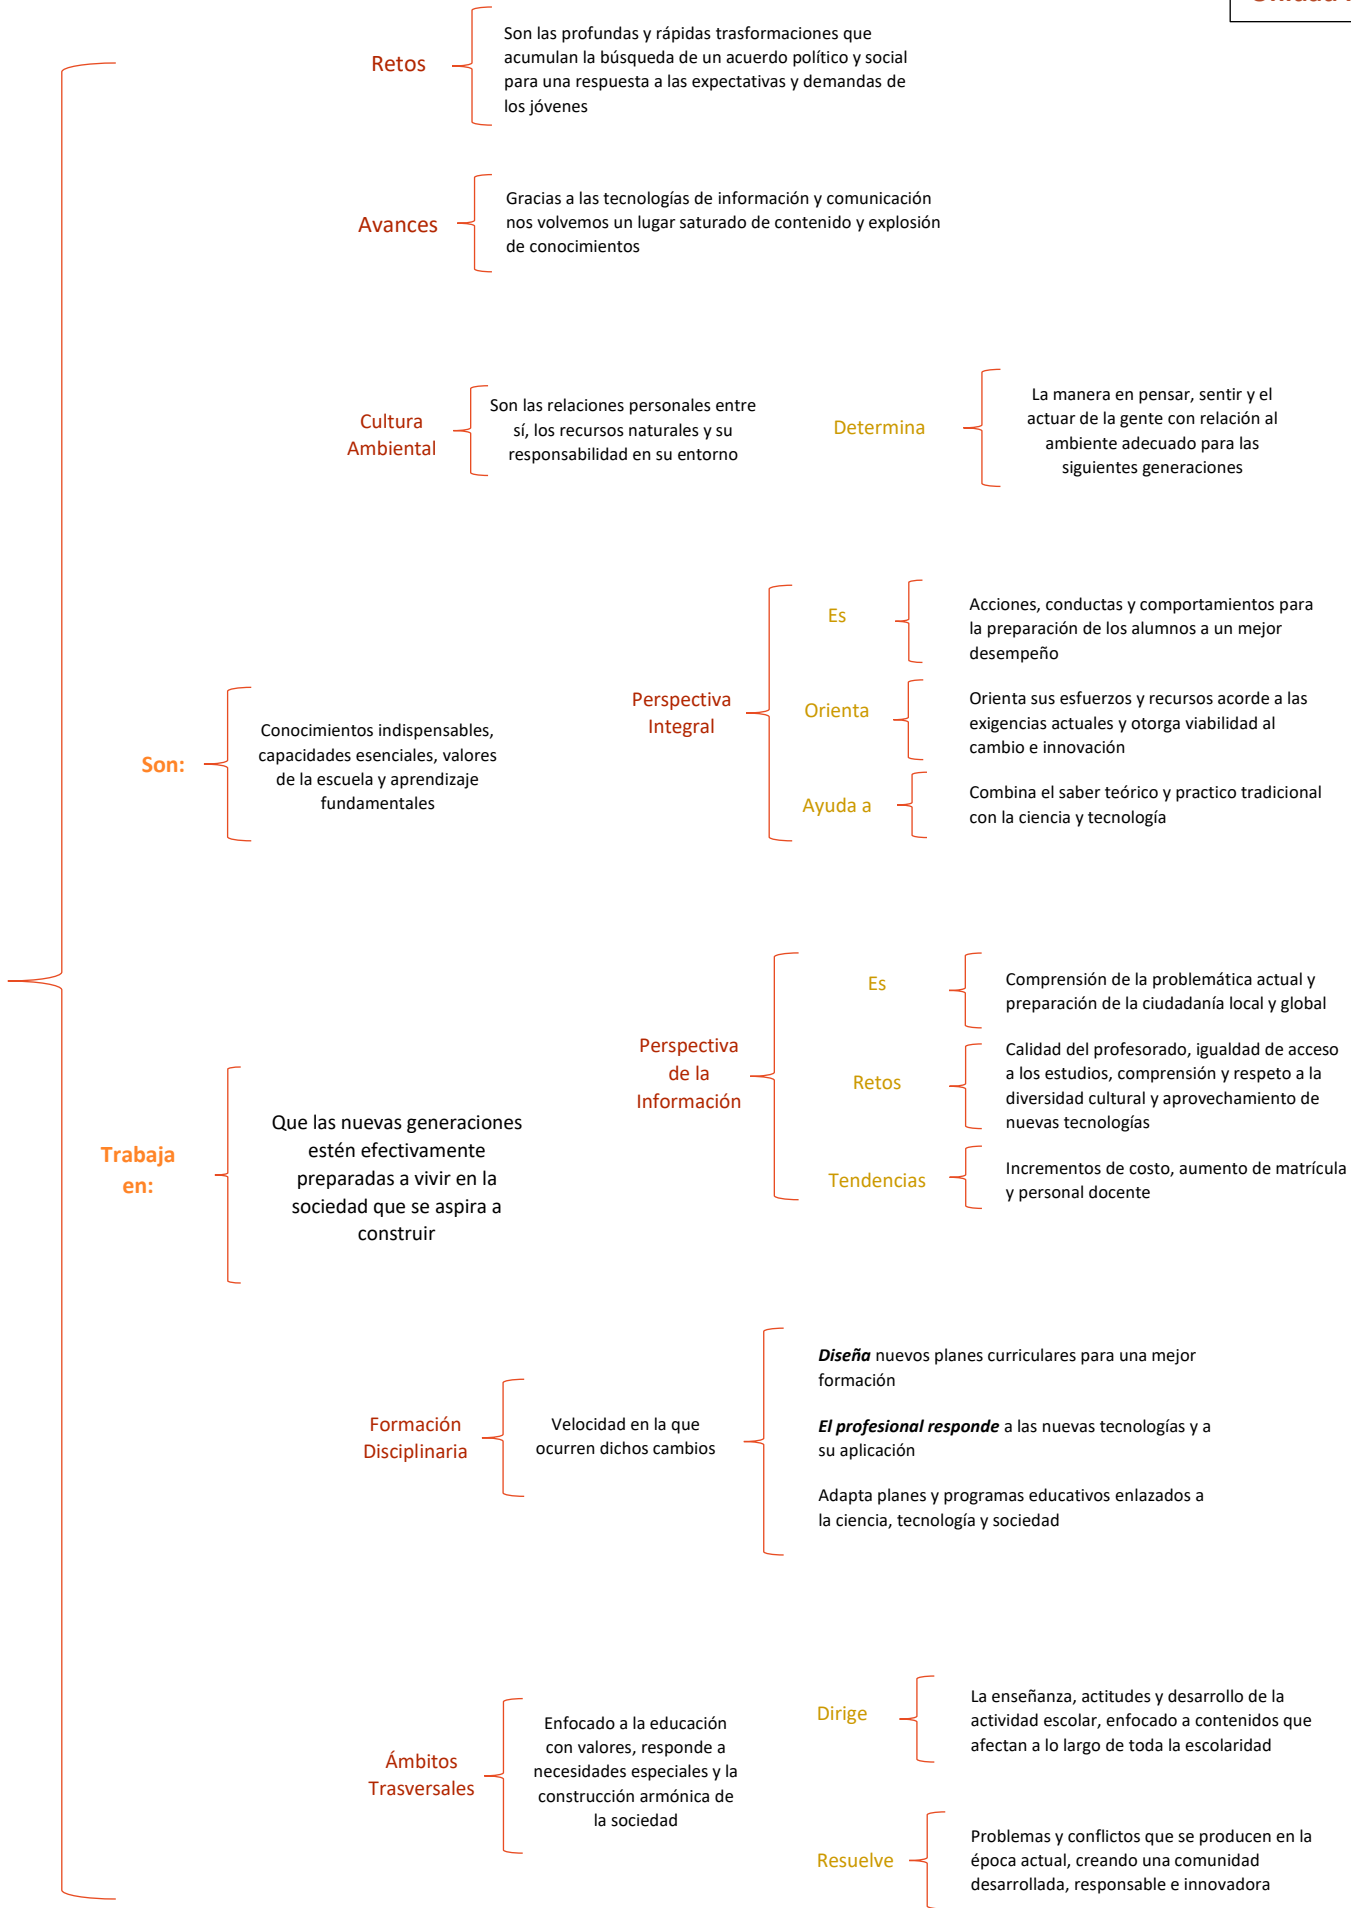 Retos
Son las profundas y rápidas trasformaciones que
acumulan la búsqueda de un acuerdo político y social
para una respuesta a las expectativas y demandas de
los jóvenes
Avances
Gracias a las tecnologías de información y comunicación
nos volvemos un lugar saturado de contenido y explosión
de conocimientos
Cultura
Ambiental
Son las relaciones personales entre
sí, los recursos naturales y su
responsabilidad en su entorno
Determina
La manera en pensar, sentir y el
actuar de la gente con relación al
ambiente adecuado para las
siguientes generaciones
Son:
Conocimientos indispensables,
capacidades esenciales, valores
de la escuela y aprendizaje
fundamentales
Perspectiva
Integral
Es
Acciones, conductas y comportamientos para
la preparación de los alumnos a un mejor
desempeño
Orienta
Orienta sus esfuerzos y recursos acorde a las
exigencias actuales y otorga viabilidad al
cambio e innovación
Ayuda a
Combina el saber teórico y practico tradicional
con la ciencia y tecnología
Trabaja
en:
Que las nuevas generaciones
estén efectivamente
preparadas a vivir en la
sociedad que se aspira a
construir
Perspectiva
de la
Información
Es
Comprensión de la problemática actual y
preparación de la ciudadanía local y global
Retos
Calidad del profesorado, igualdad de acceso
a los estudios, comprensión y respeto a la
diversidad cultural y aprovechamiento de
nuevas tecnologías
Tendencias
Incrementos de costo, aumento de matrícula
y personal docente
Formación
Disciplinaria
Velocidad en la que
ocurren dichos cambios
Diseña nuevos planes curriculares para una mejor
formación
El profesional responde a las nuevas tecnologías y a
su aplicación
Adapta planes y programas educativos enlazados a
la ciencia, tecnología y sociedad
Ámbitos
Trasversales
Enfocado a la educación
con valores, responde a
necesidades especiales y la
construcción armónica de
la sociedad
Dirige
La enseñanza, actitudes y desarrollo de la
actividad escolar, enfocado a contenidos que
afectan a lo largo de toda la escolaridad
Resuelve
Problemas y conflictos que se producen en la
época actual, creando una comunidad
desarrollada, responsable e innovadora